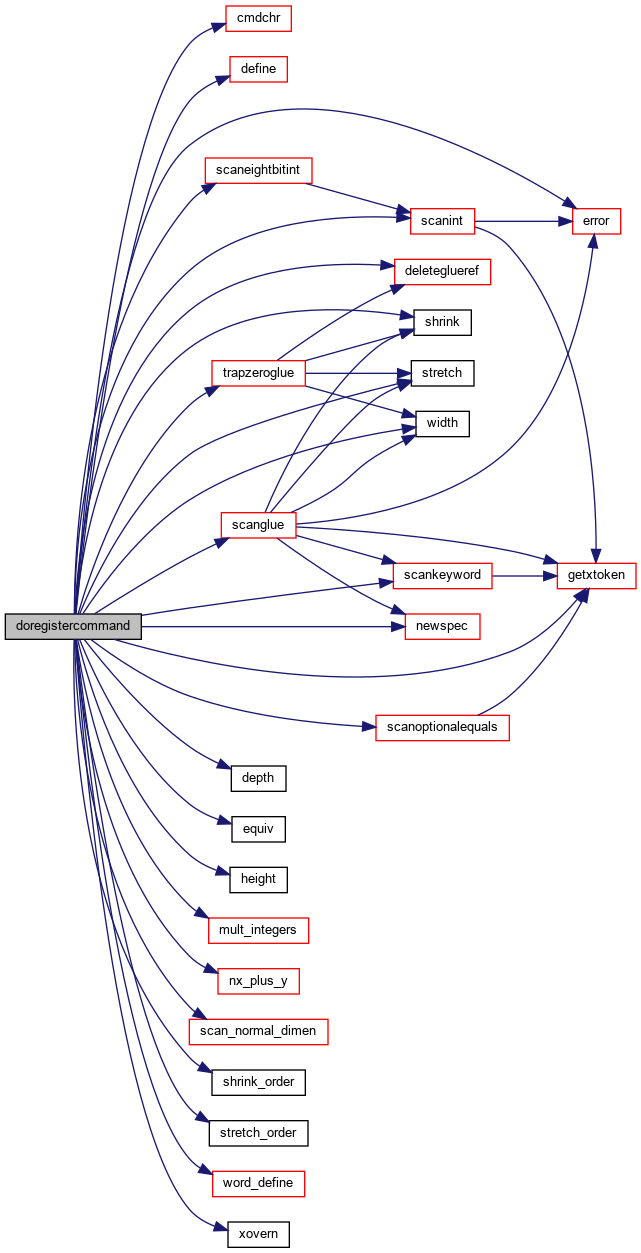 cmdchr
define
scaneightbitint
scanint
error
deleteglueref
shrink
trapzeroglue
stretch
width
scanglue
scankeyword
getxtoken
doregistercommand
newspec
scanoptionalequals
depth
equiv
height
mult_integers
nx_plus_y
scan_normal_dimen
shrink_order
stretch_order
word_define
xovern